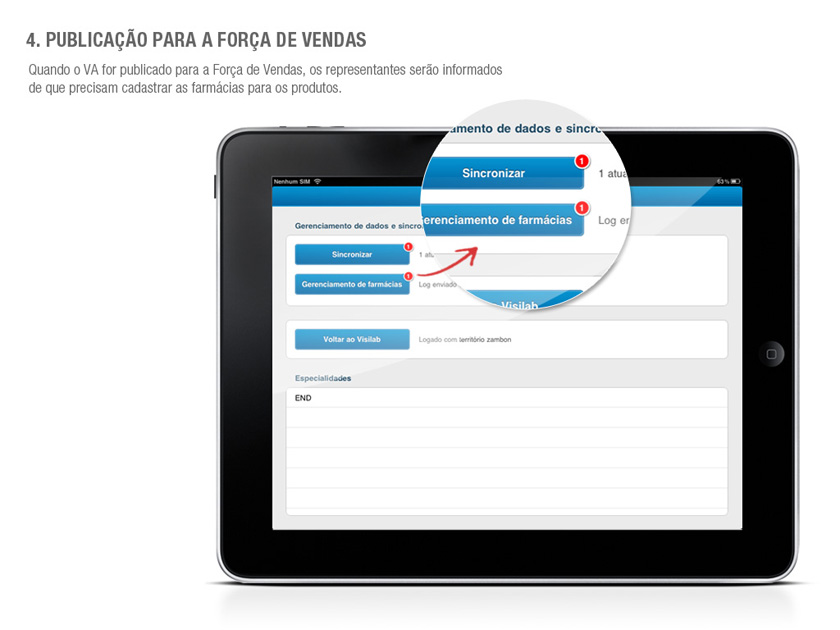 4. PUBLICAÇÃO PARA A FORÇA DE VENDAS
Quando o VA for publicado para a Força de Vendas, os representantes serão informados
de que precisam cadastrar as farmácias para os produtos.
amento de dados e sincro
Sincronizar
1
1 atua
erenciamento de farmácias
1
Log er
Visilab
Nenhum SIM
63%
Gerenciamento de dados e sincro
Sincronizar
1
1 atu
Gerenciamento de farmácias
1
Log enviado
Voltar ao Visilab
Logado com território zambon
Especialidades
END